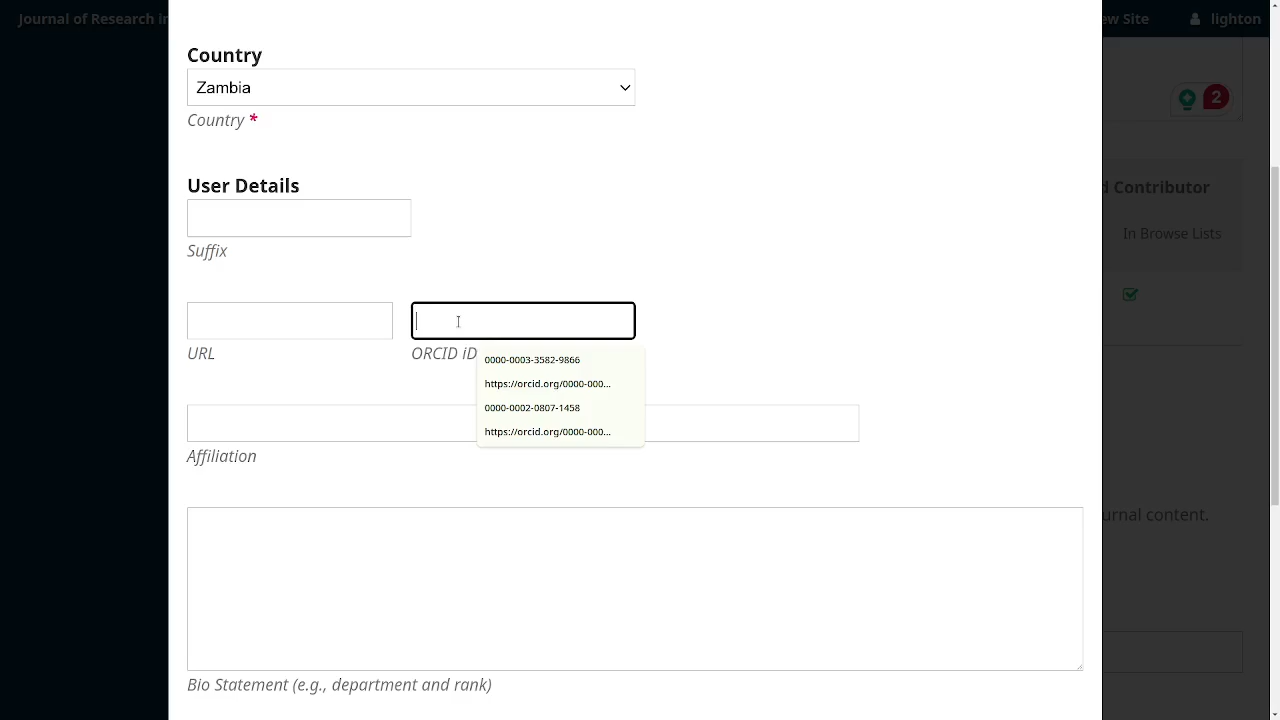 Journal of Research in
ew Site
lighton
Country
Zambia
Country *
2
User Details
d Contributor
Suffix
In Browse Lists
URL
ORCID iD
0000-0003-3582-9866
https://orcid.org/0000-000...
0000-0002-0807-1458
https://orcid.org/0000-000...
Affiliation
urnal content.
Bio Statement (e.g., department and rank)